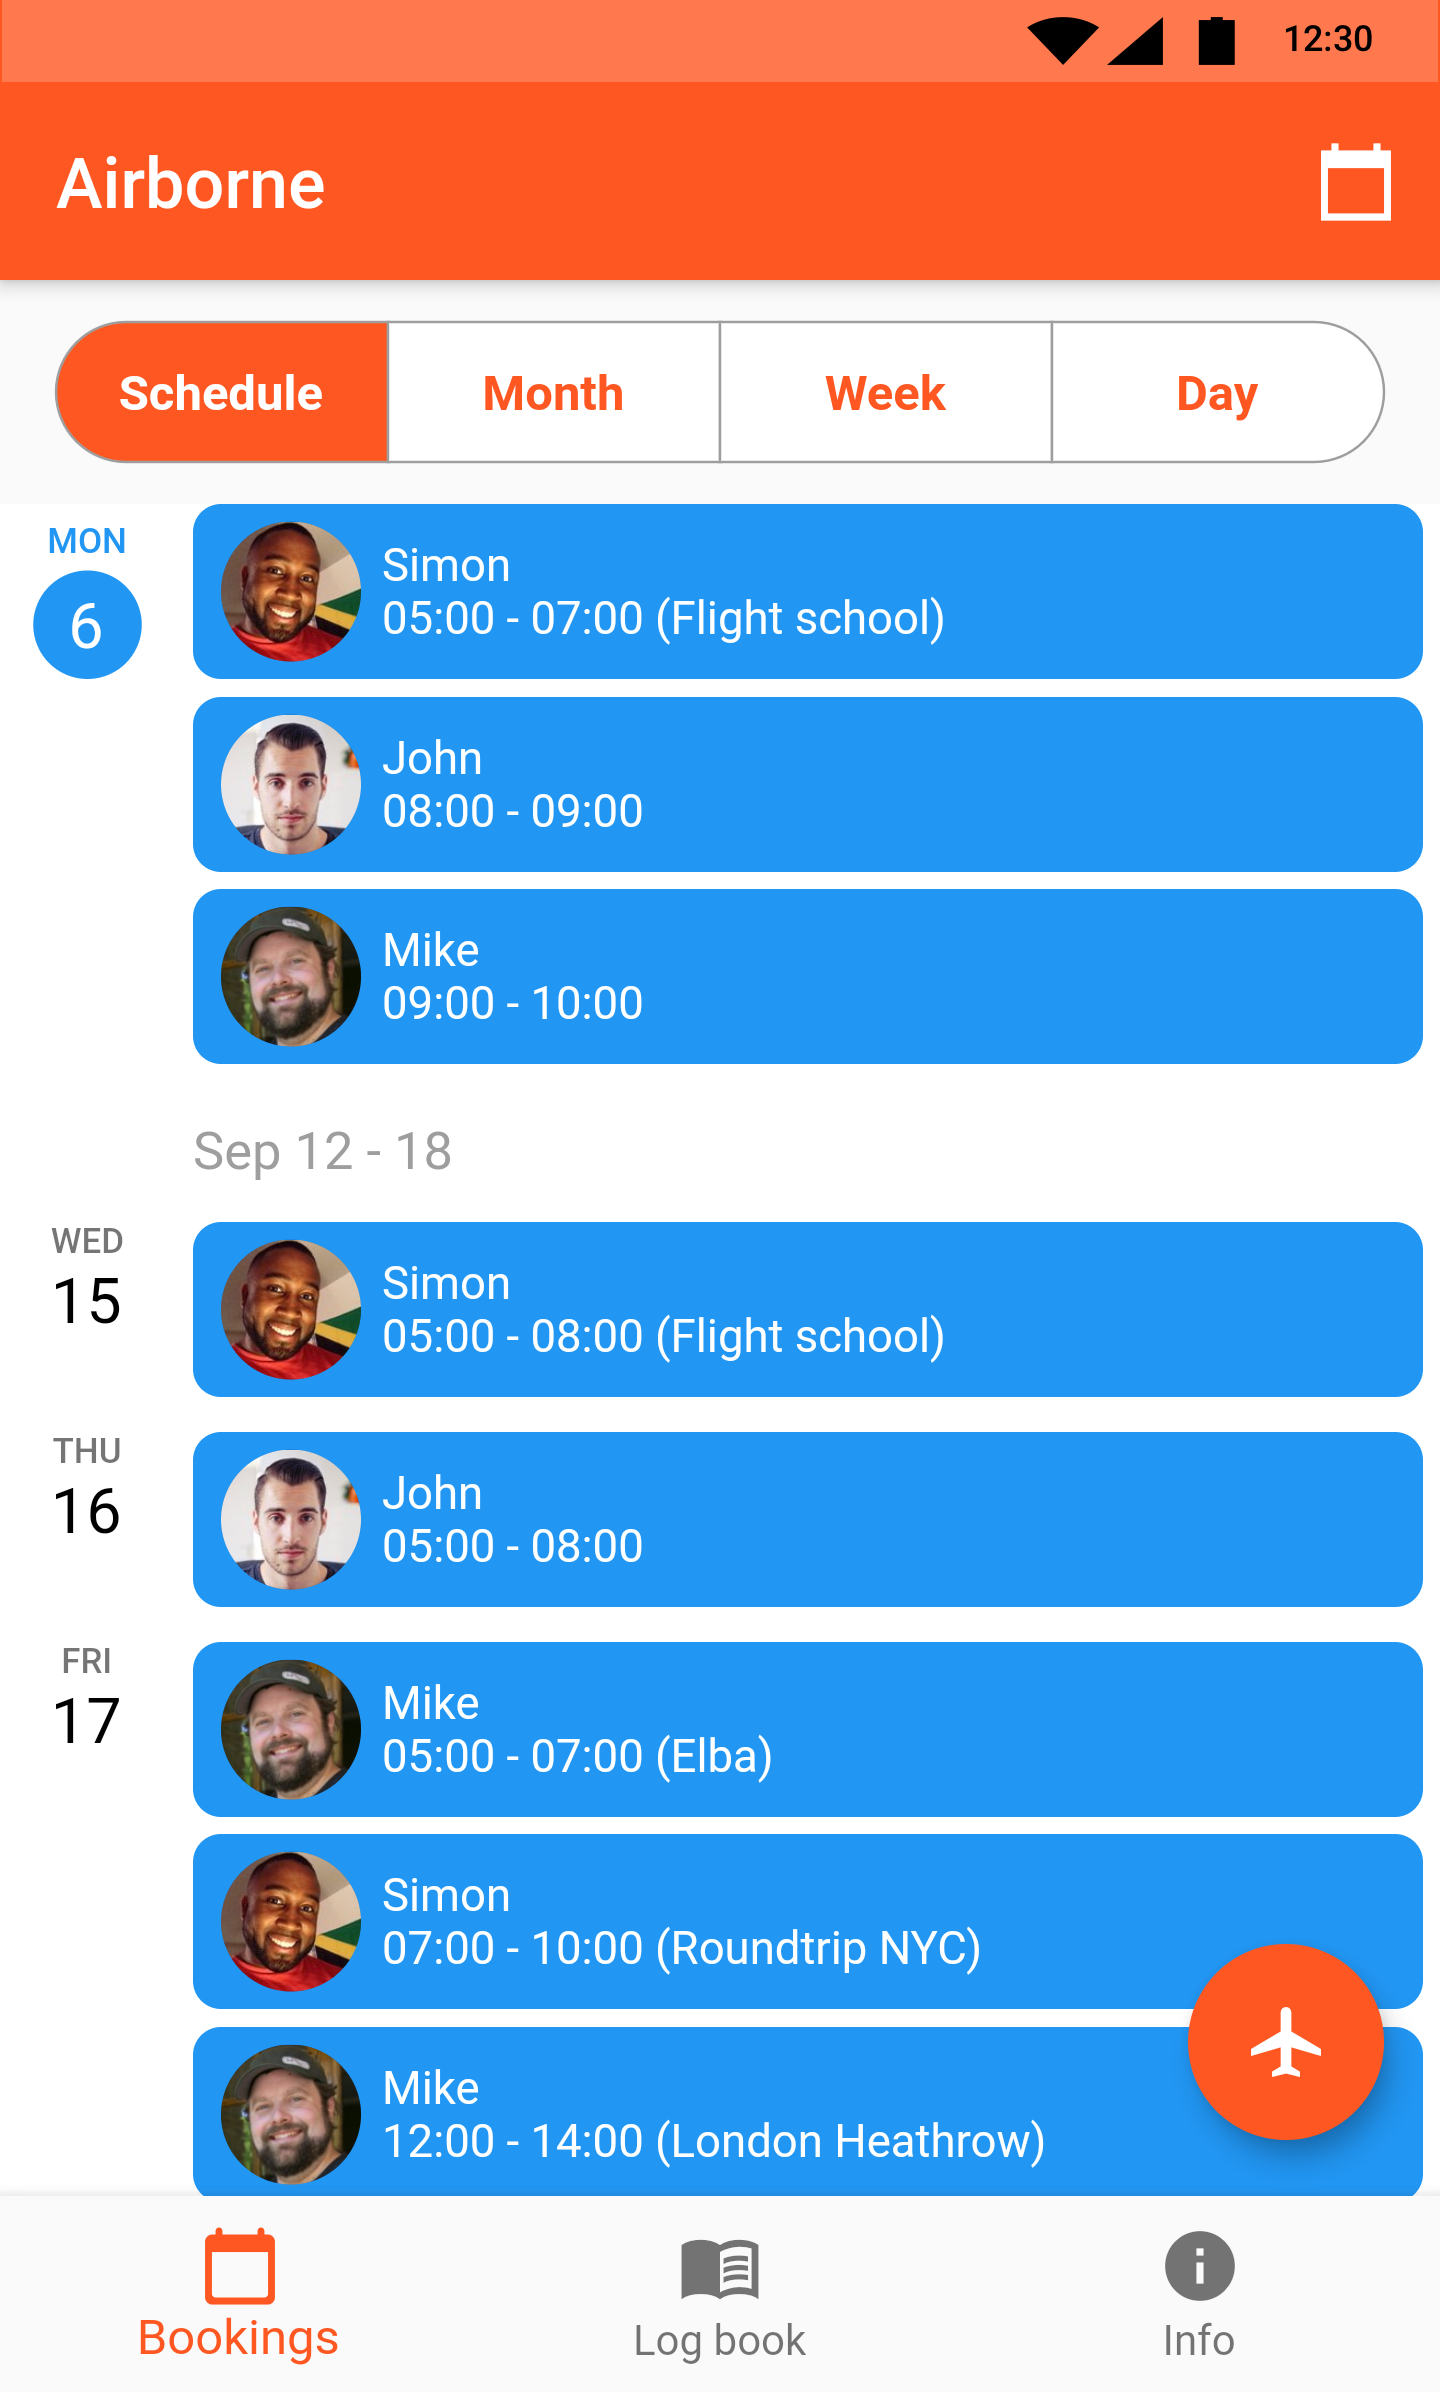 12:30
Airborne
Schedule
Month
Week
Day
MON
6
Simon
05:00 - 07:00 (Flight school)
John
08:00 - 09:00
Mike
09:00 - 10:00
Sep 12 - 18
WED
15
Simon
05:00 - 08:00 (Flight school)
THU
16
John
05:00 - 08:00
FRI
17
Mike
05:00 - 07:00 (Elba)
Simon
07:00 - 10:00 (Roundtrip NYC)
Mike
12:00 - 14:00 (London Heathrow)
Bookings
Log book
Info